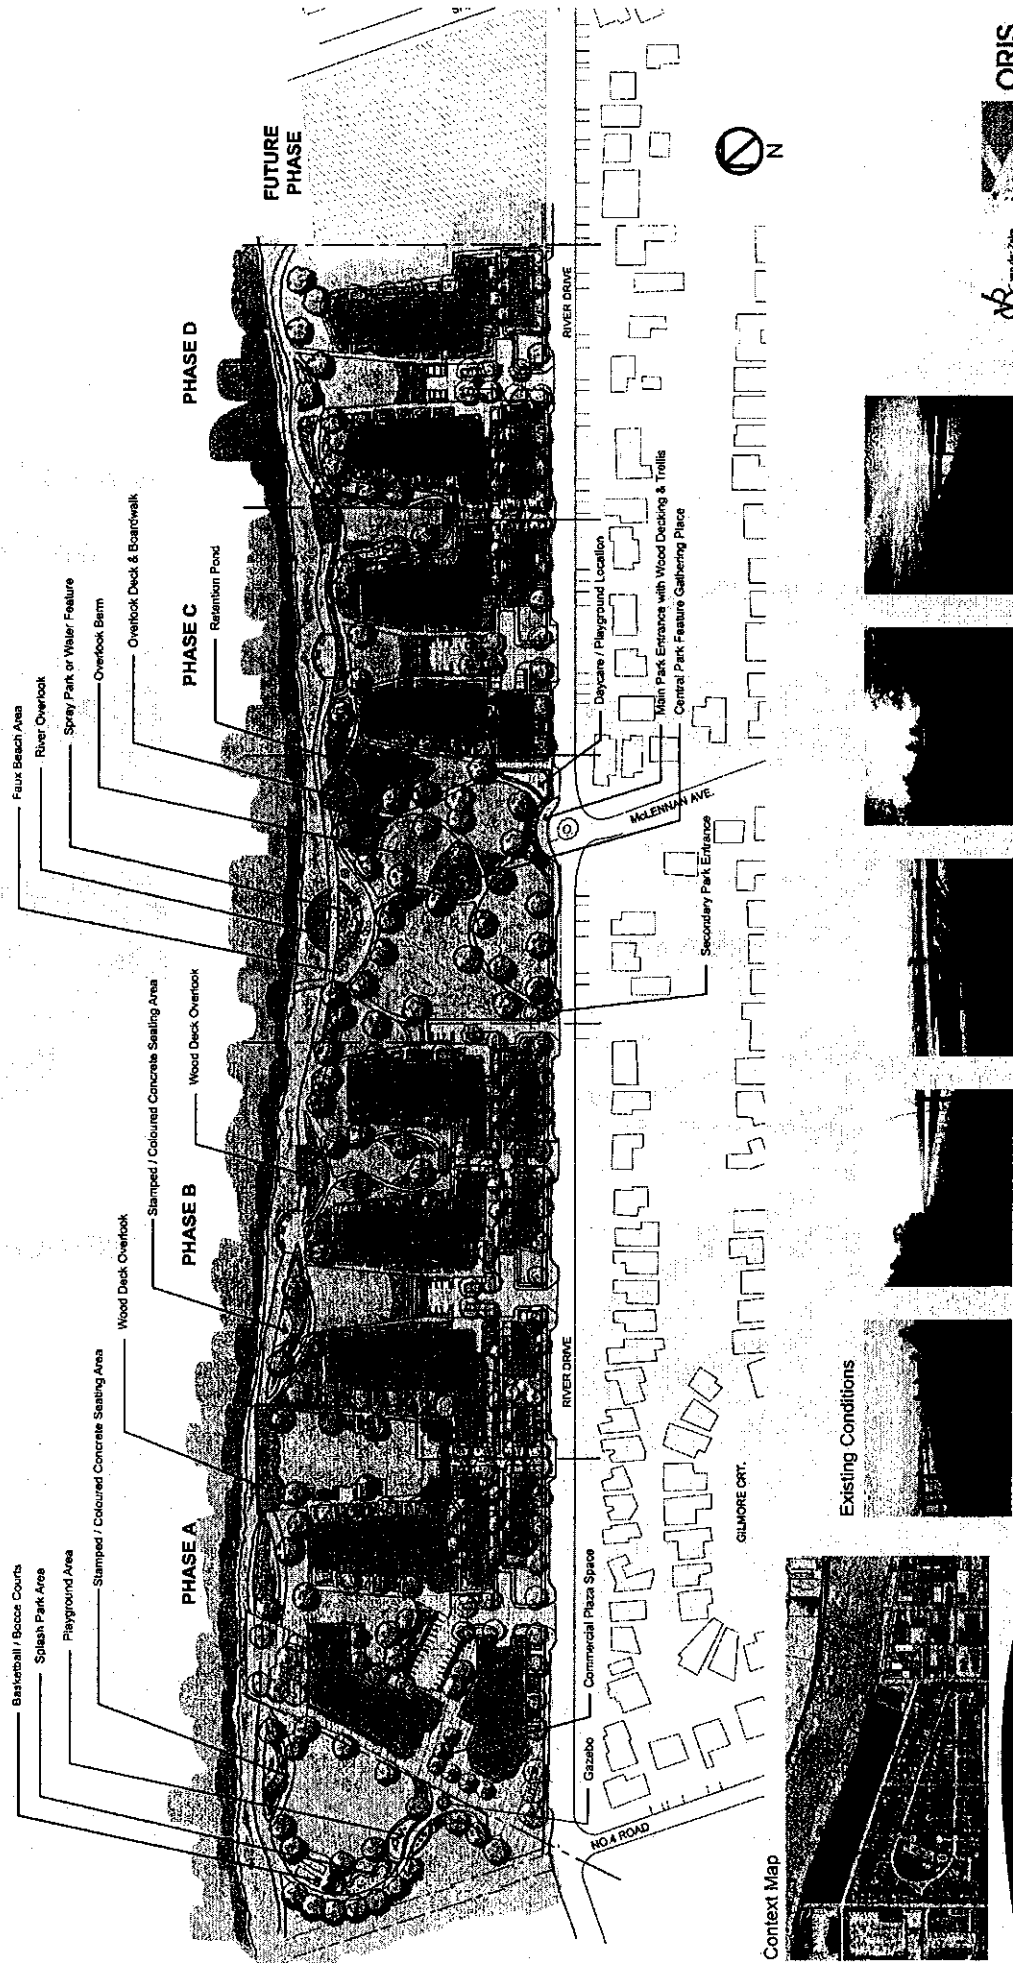 Basketball / Bocce Courts
Splash Park Area
Playground Area
Stamped / Coloured Concrete Seating Area
Wood Deck Overlook
Stamped / Coloured Concrete Seating Area
Wood Deck Overlook
Faux Beach Area
River Overlook
Spray Park or Water Feature
Overlook Berm
Overlook Deck & Boardwalk
Retention Pond
PHASE A
PHASE B
PHASE C
PHASE D
FUTURE
PHASE
RIVER DRIVE
RIVER DRIVE
Gazebo
Commercial Plaza Space
NO.4 ROAD
GILMORE CRT.
Secondary Park Entrance
McLENNAN AVE.
Daycare / Playground Location
Main Park Entrance with Wood Decking & Trellis
Central Park Feature Gathering Place
N
Context Map
Existing Conditions
ORIS